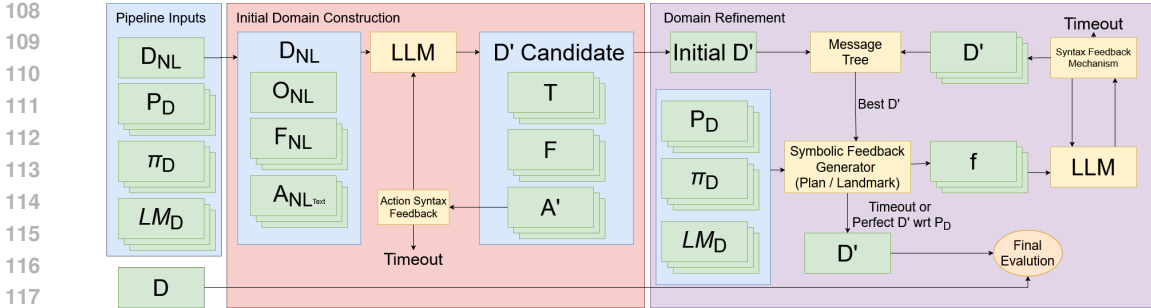 108
109
110
111
112
113
114
115
116
117
Pipeline Inputs
D_NL
P_D
π_D
LM_D
D
Initial Domain Construction
D_NL
O_NL
F_NL
A_NL_Text
LLM
Action Syntax
Feedback
Timeout
D' Candidate
T
F
A'
Domain Refinement
Initial D'
Message
Tree
D'
Timeout
Syntax Feedback
Mechanism
Best D'
P_D
π_D
LM_D
Symbolic Feedback
Generator
(Plan / Landmark)
f
LLM
Timeout or
Perfect D' wrt P_D
D'
Final
Evalution